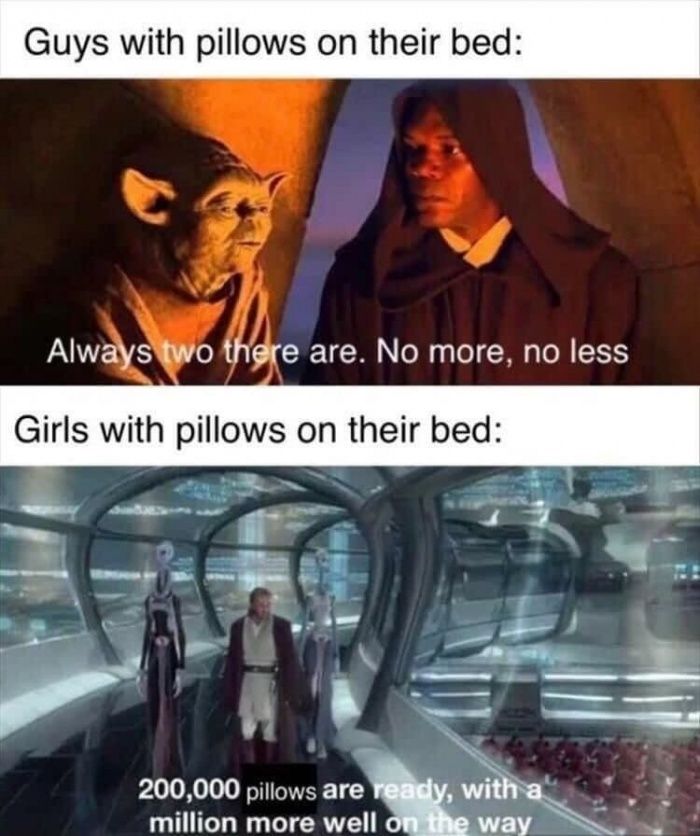 Guys with pillows on their bed:
Always two there are. No more, no less
Girls with pillows on their bed:
200,000 pillows are ready, with a
million more well on the way